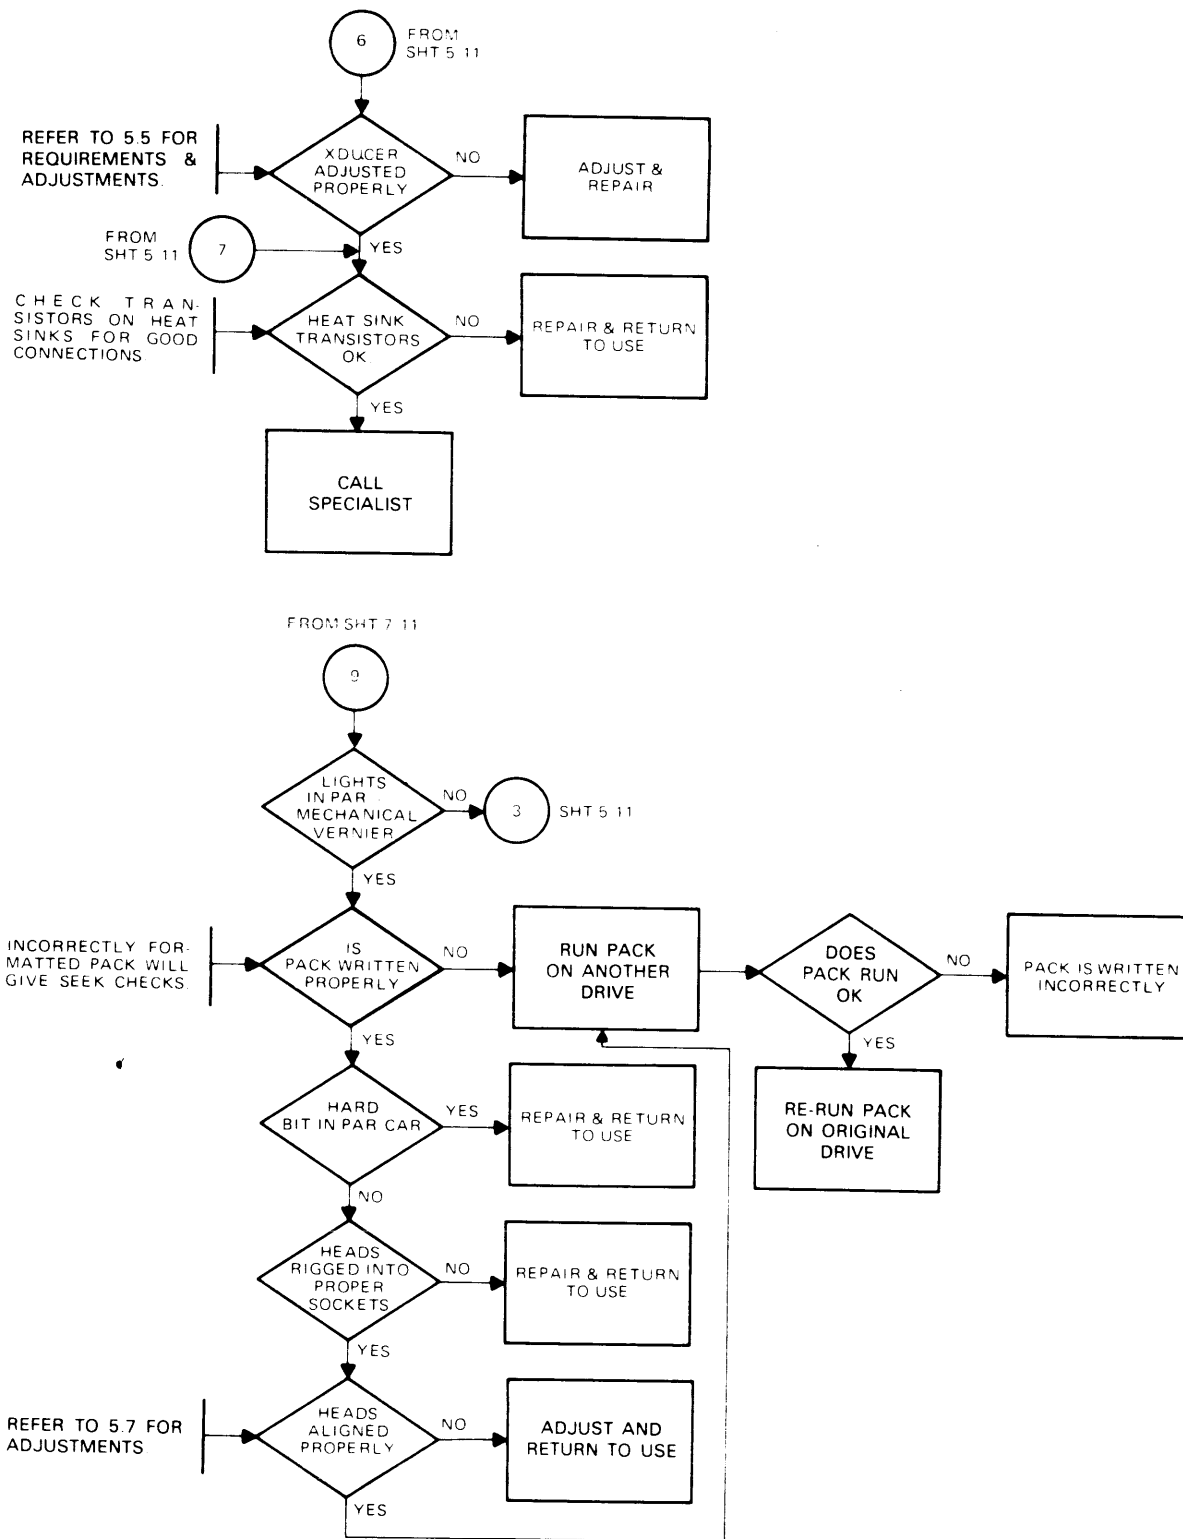 6
FROM
SHT 5 11
REFER TO 5.5 FOR
REQUIREMENTS &
ADJUSTMENTS.
XDUCER
ADJUSTED
PROPERLY
NO
ADJUST &
REPAIR
FROM
SHT 5 11
7
YES
CHECK TRAN-
SISTORS ON HEAT
SINKS FOR GOOD
CONNECTIONS
HEAT SINK
TRANSISTORS
OK
NO
REPAIR & RETURN
TO USE
YES
CALL
SPECIALIST
FROM SHT 7 11
9
LIGHTS
IN PAR -
MECHANICAL
VERNIER
NO
3
SHT 5 11
YES
INCORRECTLY FOR-
MATTED PACK WILL
GIVE SEEK CHECKS.
IS
PACK WRITTEN
PROPERLY
NO
RUN PACK
ON ANOTHER
DRIVE
DOES
PACK RUN
OK
NO
PACK IS WRITTEN
INCORRECTLY
YES
YES
HARD
BIT IN PAR CAR
YES
REPAIR & RETURN
TO USE
RE-RUN PACK
ON ORIGINAL
DRIVE
NO
HEADS
RIGGED INTO
PROPER
SOCKETS
NO
REPAIR & RETURN
TO USE
YES
REFER TO 5.7 FOR
ADJUSTMENTS
HEADS
ALIGNED
PROPERLY
NO
ADJUST AND
RETURN TO USE
YES